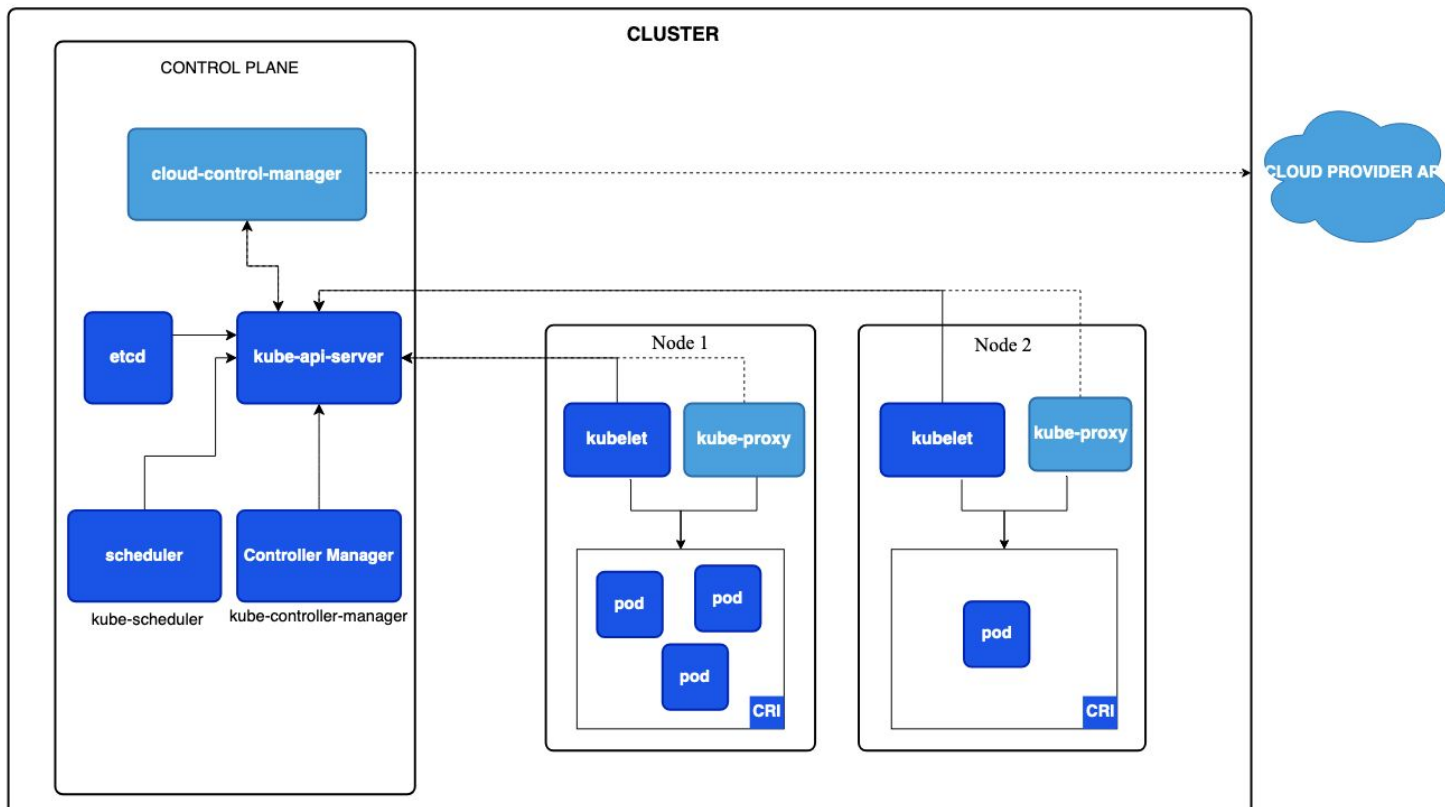 CLUSTER
CONTROL PLANE
cloud-control-manager
CLOUD PROVIDER AP
etcd
kube-api-server
scheduler
kube-scheduler
Controller Manager
kube-controller-manager
Node 1
kubelet
kube-proxy
pod
pod
pod
CRI
Node 2
kubelet
kube-proxy
pod
CRI